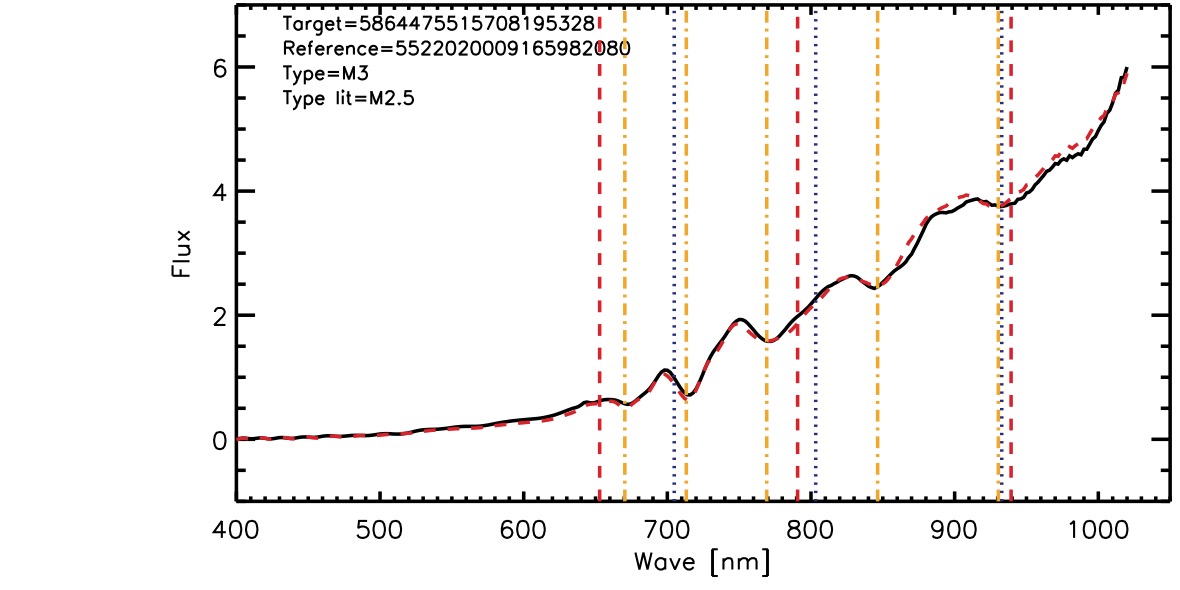 Target=5864475515708195328
Reference=5522020009165982080
Type=M3
Type lit=M2.5
6
4
2
0
Flux
400 500 600 700 800 900 1000
Wave [nm]